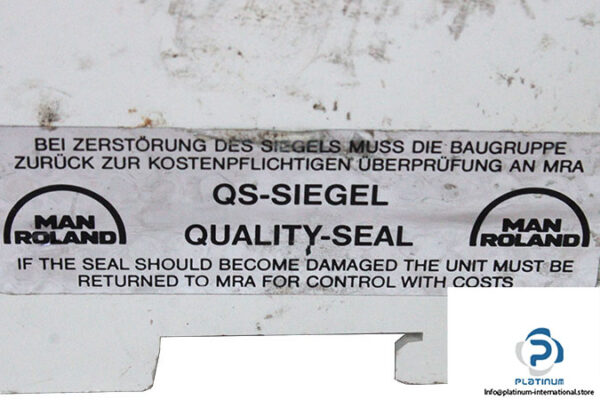 BEI ZERSTÖRUNG DES SIEGELS MUSS DIE BAUGRUPPE
ZURÜCK ZUR KOSTENPFLICHTIGEN ÜBERPRÜFUNG AN MRA
MAN
ROLAND
QS-SIEGEL
QUALITY-SEAL
MAN
ROLAND
IF THE SEAL SHOULD BECOME DAMAGED THE UNIT MUST BE
RETURNED TO MRA FOR CONTROL WITH COSTS
PLATINUM
Info@platinum-international.store